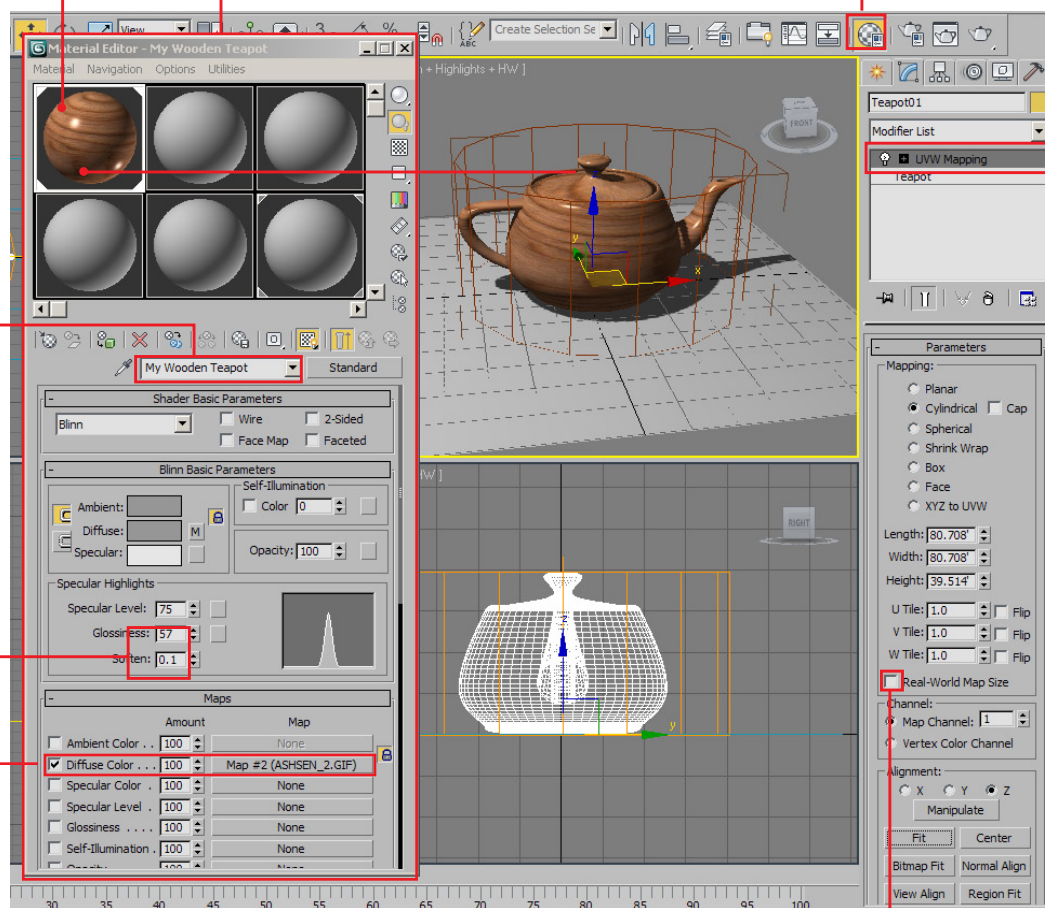 View
3
%
ABC
Create Selection Se
Material Editor - My Wooden Teapot
Material Navigation Options Utilities
+ Highlights + HW ]
FRONT
z
y
x
My Wooden Teapot
Standard
- Shader Basic Parameters
Blinn
Wire
2-Sided
Face Map
Faceted
- Blinn Basic Parameters
Self-Illumination
Ambient:
Color 0
Diffuse:
M
Specular:
Opacity: 100
Specular Highlights
Specular Level: 75
Glossiness: 57
Soften: 0.1
- Maps
Amount Map
Ambient Color . . 100 None
Diffuse Color . . . 100 Map #2 (ASHSEN_2.GIF)
Specular Color . 100 None
Specular Level . 100 None
Glossiness . . . . 100 None
Self-Illumination . 100 None
HW ]
RIGHT
z
y
30 35 40 45 50 55 60 65 70 75 80 85 90 95 100
Teapot01
Modifier List
UVW Mapping
Teapot
- Parameters
Mapping:
Planar
Cylindrical Cap
Spherical
Shrink Wrap
Box
Face
XYZ to UVW
Length: 80.708'
Width: 80.708'
Height: 39.514'
U Tile: 1.0 Flip
V Tile: 1.0 Flip
W Tile: 1.0 Flip
Real-World Map Size
Channel:
Map Channel: 1
Vertex Color Channel
Alignment:
X Y Z
Manipulate
Fit Center
Bitmap Fit Normal Align
View Align Region Fit